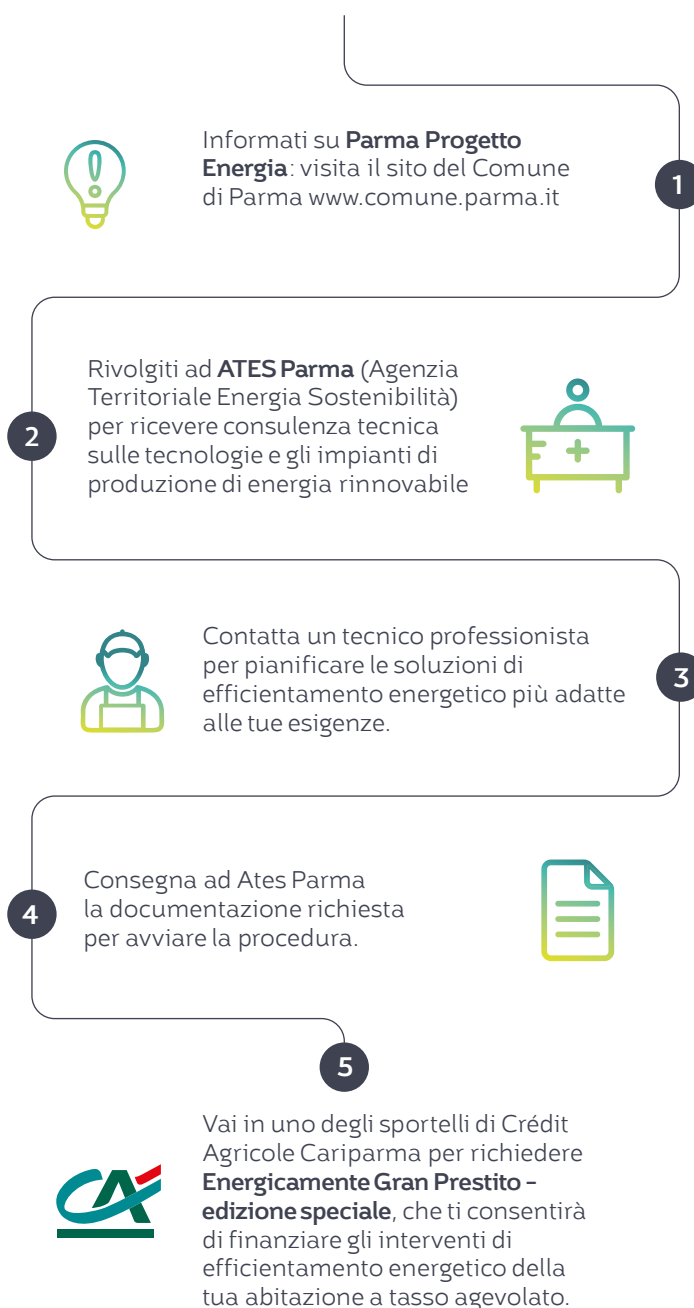 Informati su Parma Progetto
Energia: visita il sito del Comune
di Parma www.comune.parma.it
1
Rivolgiti ad ATES Parma (Agenzia
Territoriale Energia Sostenibilità)
per ricevere consulenza tecnica
sulle tecnologie e gli impianti di
produzione di energia rinnovabile
2
Contatta un tecnico professionista
per pianificare le soluzioni di
efficientamento energetico più adatte
alle tue esigenze.
3
Consegna ad Ates Parma
la documentazione richiesta
per avviare la procedura.
4
5
Vai in uno degli sportelli di Crédit
Agricole Cariparma per richiedere
Energicamente Gran Prestito -
edizione speciale, che ti consentirà
di finanziare gli interventi di
efficientamento energetico della
tua abitazione a tasso agevolato.
CA